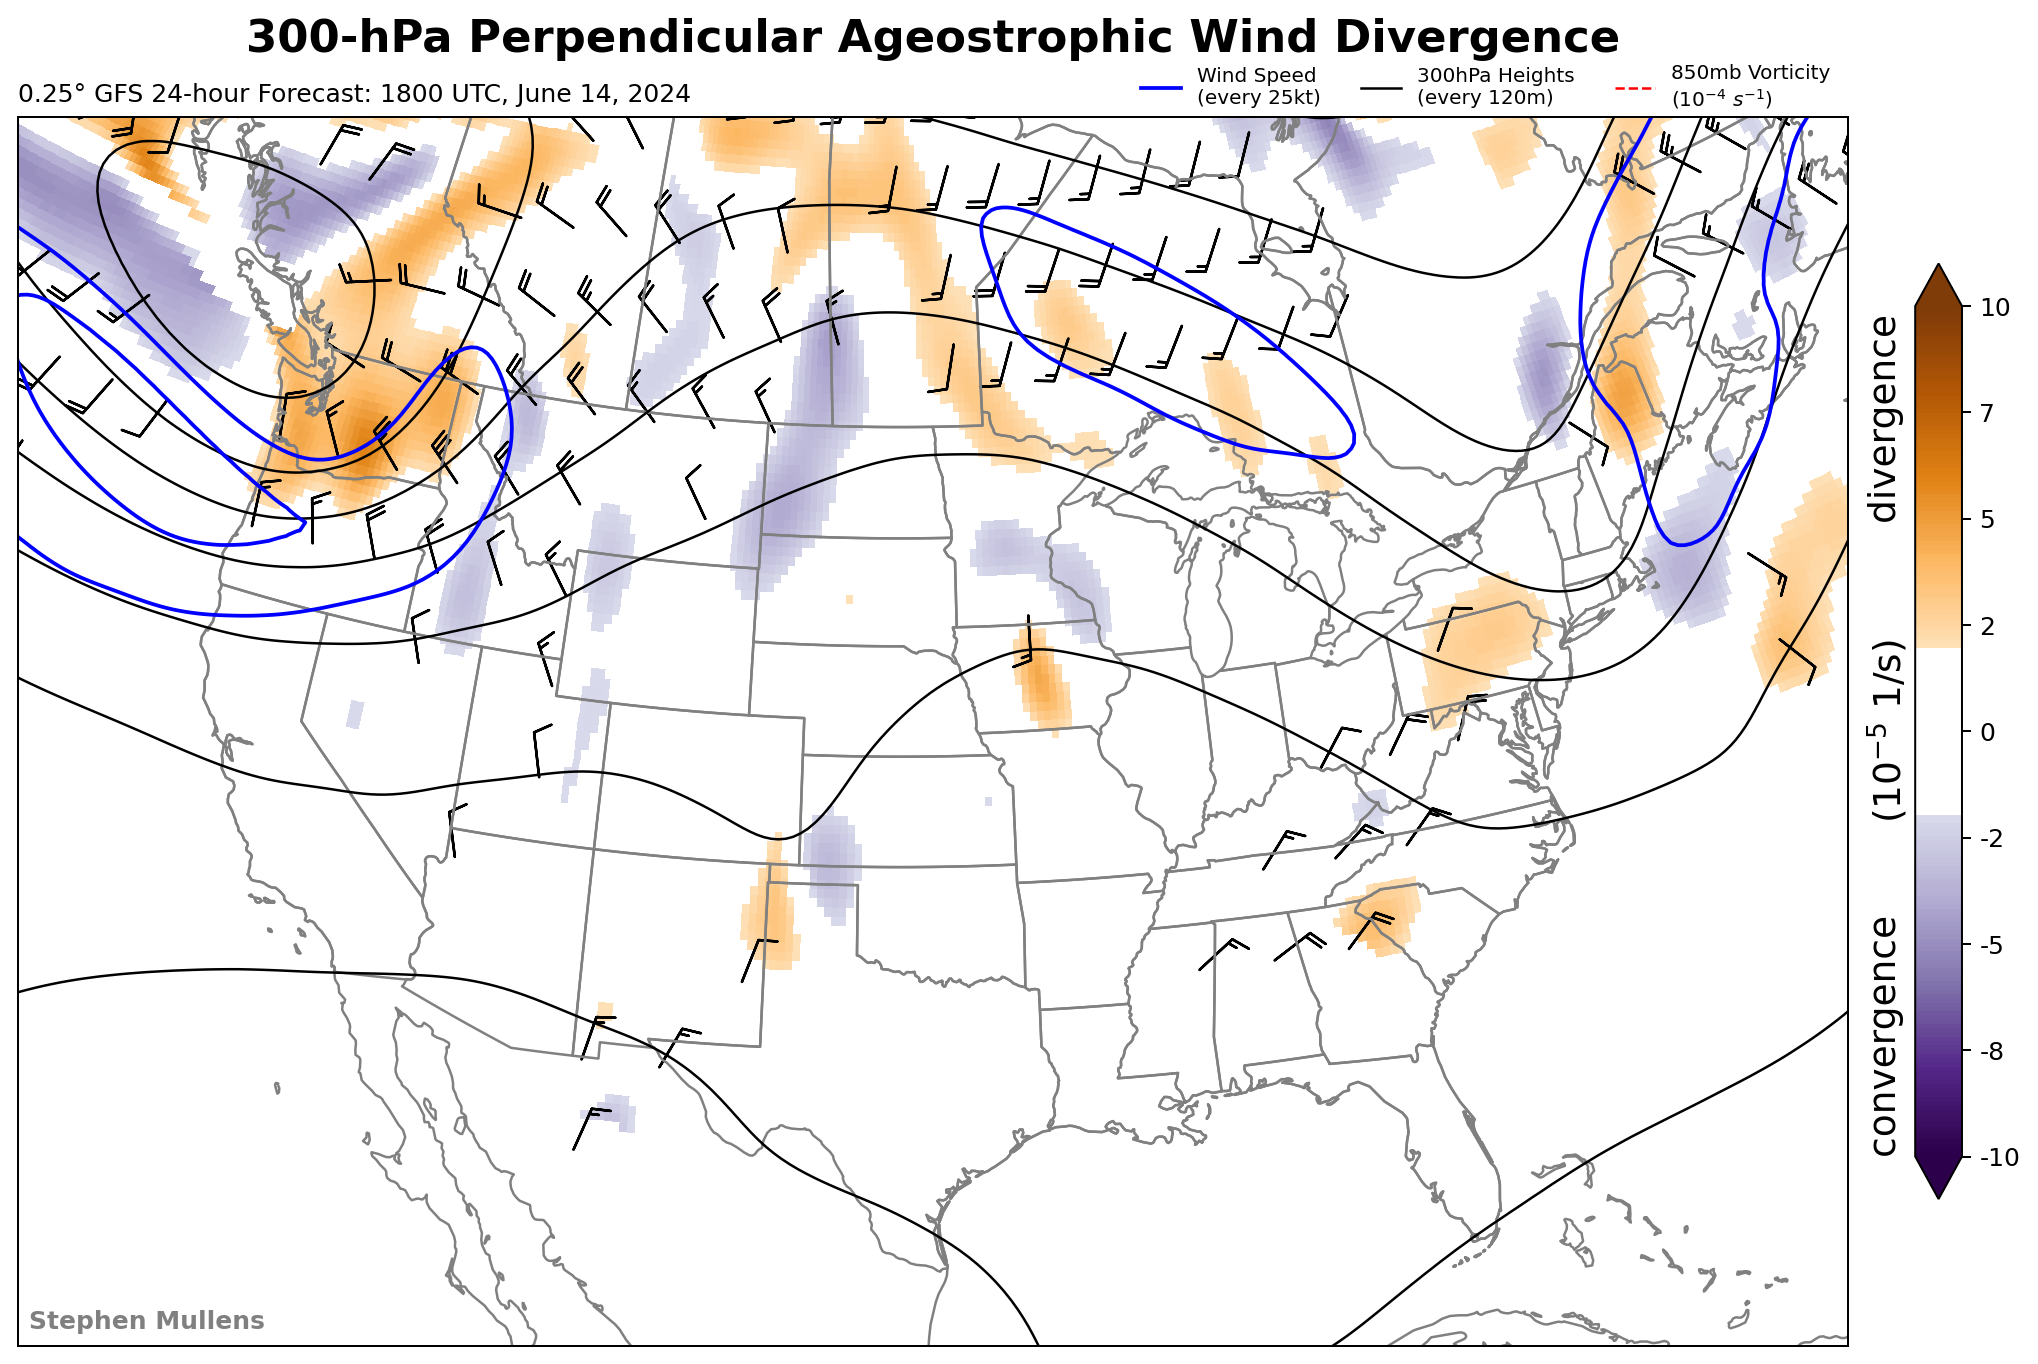 300-hPa Perpendicular Ageostrophic Wind Divergence
0.25° GFS 24-hour Forecast: 1800 UTC, June 14, 2024
Wind Speed
(every 25kt)
300hPa Heights
(every 120m)
850mb Vorticity
(10⁻⁴ s⁻¹)
10
7
5
2
0
-2
-5
-8
-10
convergence (10⁻⁵ 1/s) divergence
Stephen Mullens